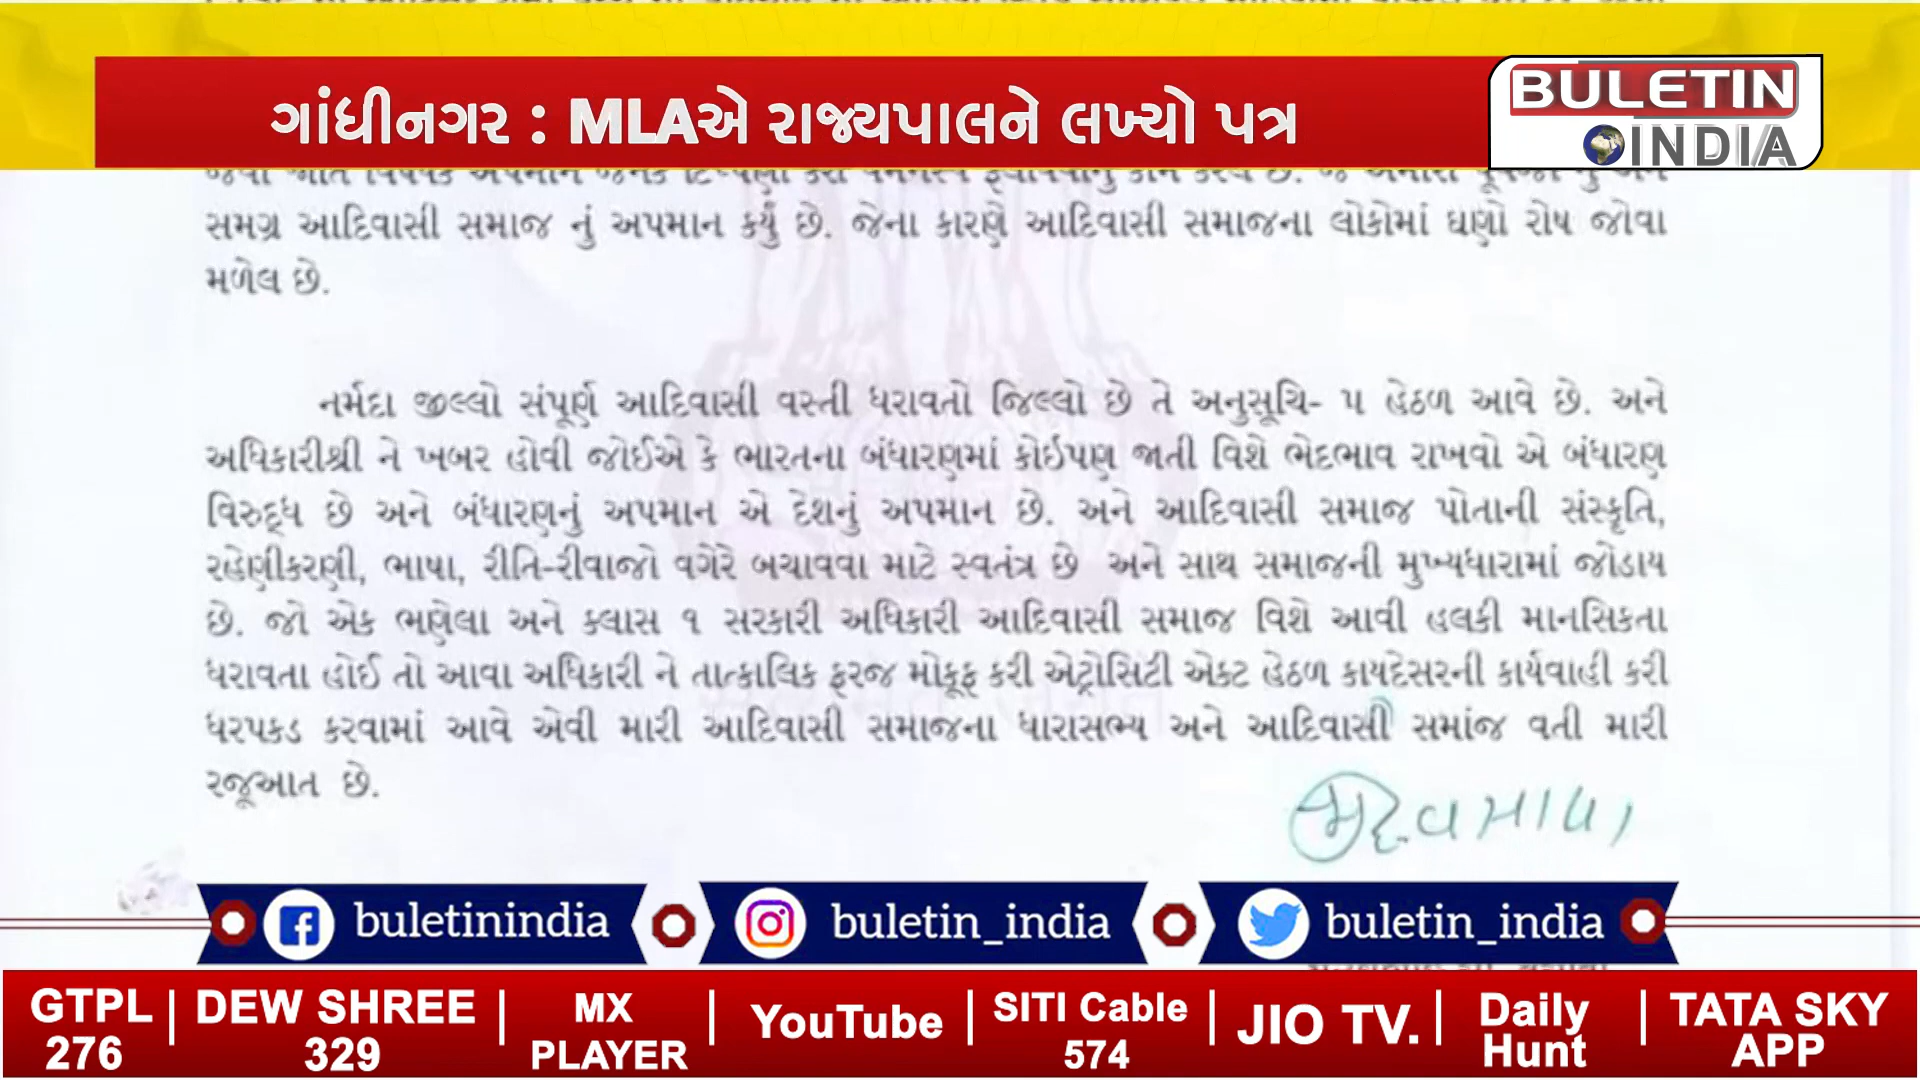 ગાંધીનગર : MLAએ રાજ્યપાલને લખ્યો પત્ર
BULETIN
INDIA
સમગ્ર આદિવાસી સમાજ નું અપમાન કર્યું છે. જેના કારણે આદિવાસી સમાજના લોકોમાં ઘણો રોષ જોવા
મળેલ છે.
નર્મદા જીલ્લો સંપૂર્ણ આદિવાસી વસ્તી ધરાવતો જિલ્લો છે તે અનુસૂચિ- ૫ હેઠળ આવે છે. અને
અધિકારીશ્રી ને ખબર હોવી જોઈએ કે ભારતના બંધારણમાં કોઈપણ જાતી વિશે ભેદભાવ રાખવો એ બંધારણ
વિરુદ્ધ છે અને બંધારણનું અપમાન એ દેશનું અપમાન છે. અને આદિવાસી સમાજ પોતાની સંસ્કૃતિ,
રહેણીકરણી, ભાષા, રીતિ-રીવાજો વગેરે બચાવવા માટે સ્વતંત્ર છે અને સાથ સમાજની મુખ્યધારામાં જોડાય
છે. જો એક ભણેલા અને ક્લાસ ૧ સરકારી અધિકારી આદિવાસી સમાજ વિશે આવી હલકી માનસિકતા
ધરાવતા હોઈ તો આવા અધિકારી ને તાત્કાલિક ફરજ મોકૂફ કરી એટ્રોસિટી એક્ટ હેઠળ કાયદેસરની કાર્યવાહી કરી
ધરપકડ કરવામાં આવે એવી મારી આદિવાસી સમાજના ધારાસભ્ય અને આદિવાસી સમાંજ વતી મારી
રજૂઆત છે.
buletinindia
buletin_india
buletin_india
GTPL 276
DEW SHREE 329
MX PLAYER
YouTube
SITI Cable 574
JIO TV.
Daily Hunt
TATA SKY APP